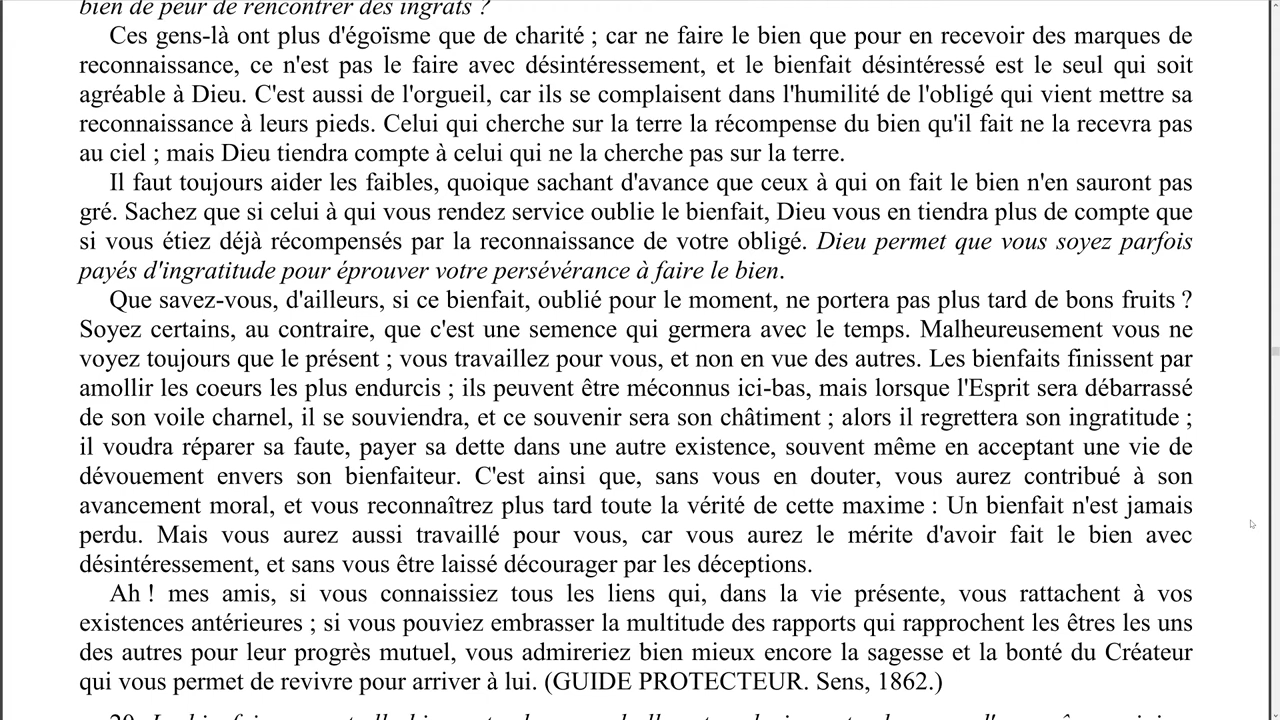 bien de peur de rencontrer des ingrats ?
Ces gens-là ont plus d'égoïsme que de charité ; car ne faire le bien que pour en recevoir des marques de
reconnaissance, ce n'est pas le faire avec désintéressement, et le bienfait désintéressé est le seul qui soit
agréable à Dieu. C'est aussi de l'orgueil, car ils se complaisent dans l'humilité de l'obligé qui vient mettre sa
reconnaissance à leurs pieds. Celui qui cherche sur la terre la récompense du bien qu'il fait ne la recevra pas
au ciel ; mais Dieu tiendra compte à celui qui ne la cherche pas sur la terre.
Il faut toujours aider les faibles, quoique sachant d'avance que ceux à qui on fait le bien n'en sauront pas
gré. Sachez que si celui à qui vous rendez service oublie le bienfait, Dieu vous en tiendra plus de compte que
si vous étiez déjà récompensés par la reconnaissance de votre obligé. Dieu permet que vous soyez parfois
payés d'ingratitude pour éprouver votre persévérance à faire le bien.
Que savez-vous, d'ailleurs, si ce bienfait, oublié pour le moment, ne portera pas plus tard de bons fruits ?
Soyez certains, au contraire, que c'est une semence qui germera avec le temps. Malheureusement vous ne
voyez toujours que le présent ; vous travaillez pour vous, et non en vue des autres. Les bienfaits finissent par
amollir les coeurs les plus endurcis ; ils peuvent être méconnus ici-bas, mais lorsque l'Esprit sera débarrassé
de son voile charnel, il se souviendra, et ce souvenir sera son châtiment ; alors il regrettera son ingratitude ;
il voudra réparer sa faute, payer sa dette dans une autre existence, souvent même en acceptant une vie de
dévouement envers son bienfaiteur. C'est ainsi que, sans vous en douter, vous aurez contribué à son
avancement moral, et vous reconnaîtrez plus tard toute la vérité de cette maxime : Un bienfait n'est jamais
perdu. Mais vous aurez aussi travaillé pour vous, car vous aurez le mérite d'avoir fait le bien avec
désintéressement, et sans vous être laissé décourager par les déceptions.
Ah ! mes amis, si vous connaissiez tous les liens qui, dans la vie présente, vous rattachent à vos
existences antérieures ; si vous pouviez embrasser la multitude des rapports qui rapprochent les êtres les uns
des autres pour leur progrès mutuel, vous admireriez bien mieux encore la sagesse et la bonté du Créateur
qui vous permet de revivre pour arriver à lui. (GUIDE PROTECTEUR. Sens, 1862.)